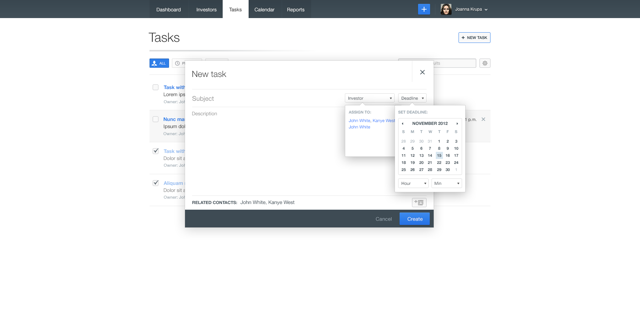 Dashboard Investors Tasks Calendar Reports + Joanna Krupa
Tasks
+ NEW TASK
ALL
New task
Subject
Investor
Deadline
Description
ASSIGN TO:
John White, Kanye West
John White
SET DEADLINE:
NOVEMBER 2012
S M T W T F S
28 29 30 31 1 2 3
4 5 6 7 8 9 10
11 12 13 14 15 16 17
18 19 20 21 22 23 24
25 26 27 28 29 30 1
Hour
Min
Task with
Lorem ips
Owner: Jo
Nunc ma
Ipsum do
Owner: Jo
p.m.
Task with
Dolor sit a
Owner: Jo
Aliquam
Dolor sit a
Owner: Jo
RELATED CONTACTS: John White, Kanye West
Cancel
Create